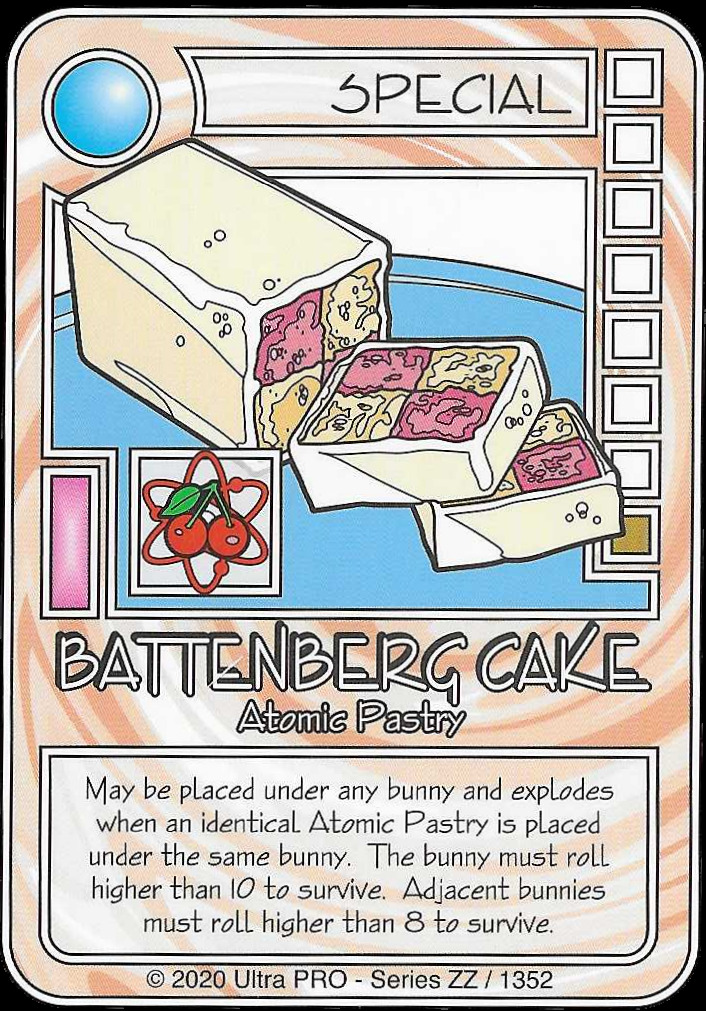 SPECIAL
BATTENBERG CAKE
Atomic Pastry
May be placed under any bunny and explodes
when an identical Atomic Pastry is placed
under the same bunny. The bunny must roll
higher than 10 to survive. Adjacent bunnies
must roll higher than 8 to survive.
© 2020 Ultra PRO - Series ZZ / 1352